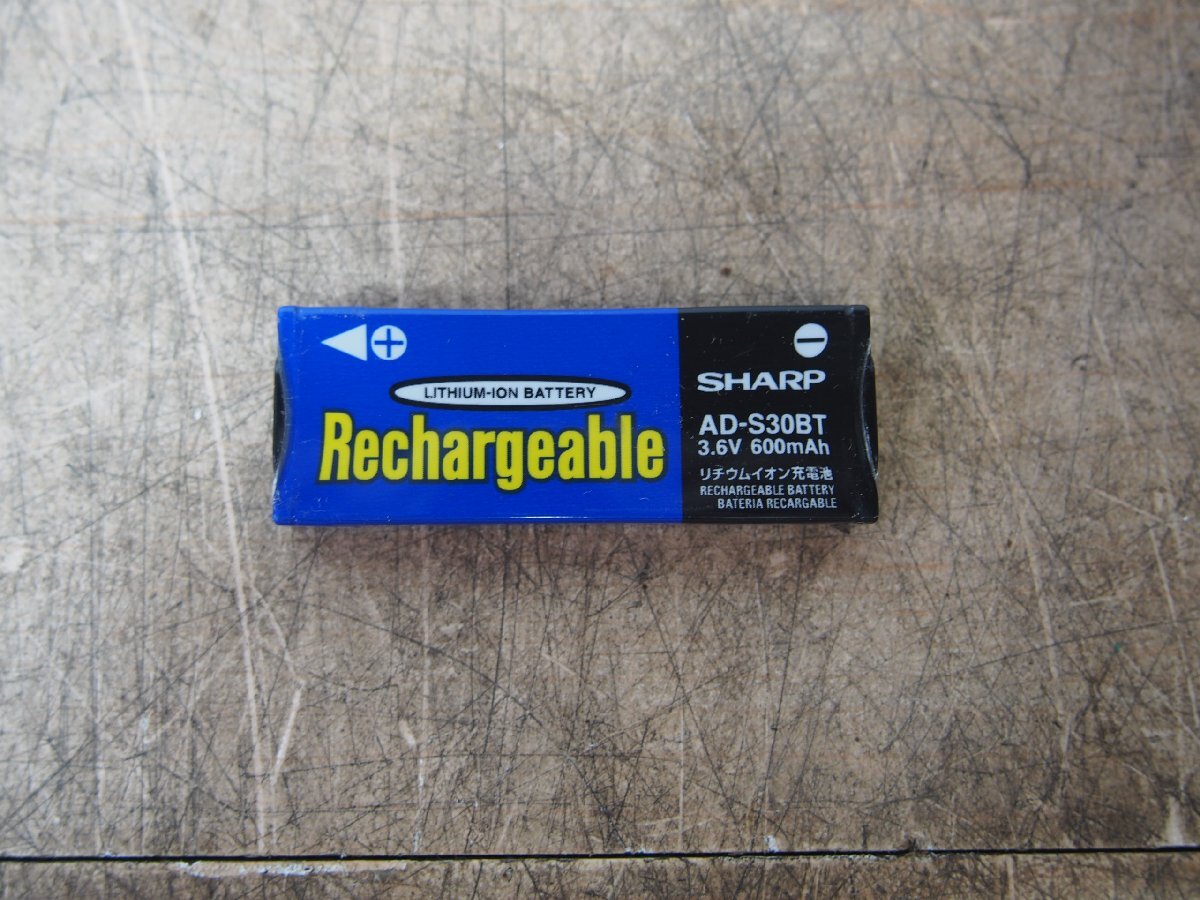 LITHIUM-ION BATTERY
Rechargeable
SHARP
AD-S30BT
3.6V 600mAh
リチウムイオン充電池
RECHARGEABLE BATTERY
BATERIA RECARGABLE